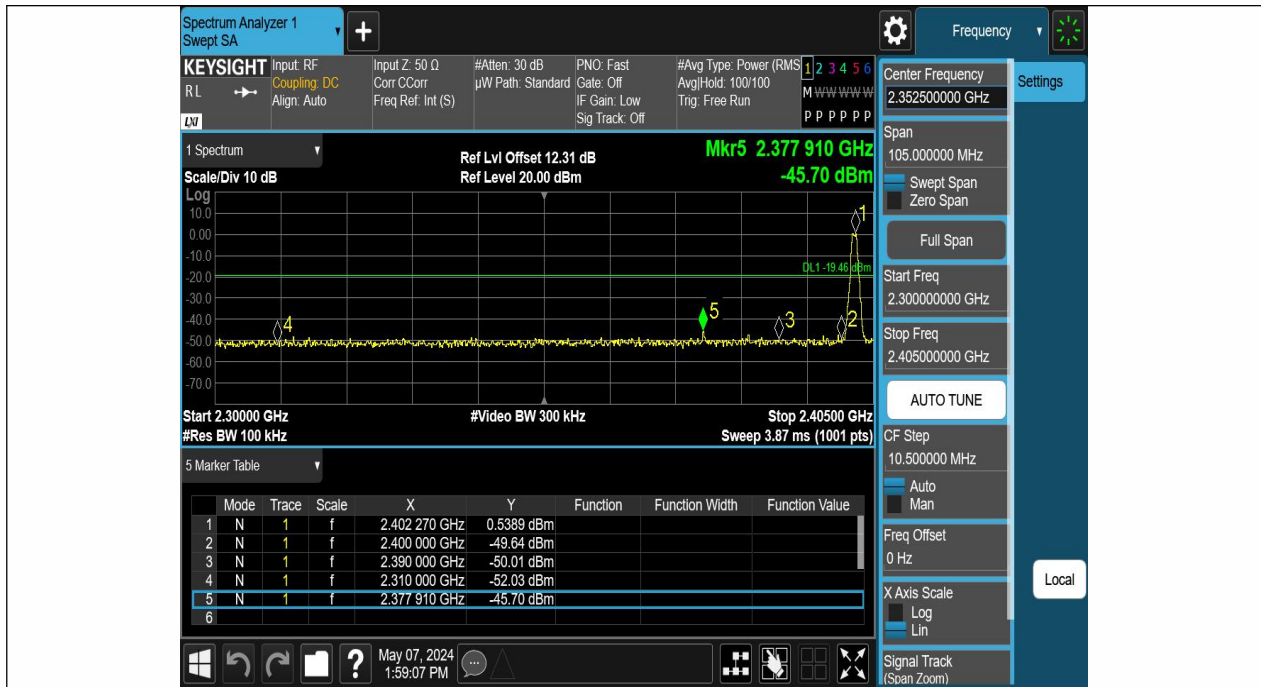 Spectrum Analyzer 1
Swept SA
+
Frequency
KEYSIGHT
R L
LXI
Input: RF
Coupling: DC
Align: Auto
Input Z: 50 Ω
Corr CCorr
Freq Ref: Int (S)
#Atten: 30 dB
µW Path: Standard
PNO: Fast
Gate: Off
IF Gain: Low
Sig Track: Off
#Avg Type: Power (RMS
Avg|Hold: 100/100
Trig: Free Run
1 2 3 4 5 6
M W W W W W
P P P P P P
1 Spectrum
Scale/Div 10 dB
Ref Lvl Offset 12.31 dB
Ref Level 20.00 dBm
Mkr5 2.377 910 GHz
-45.70 dBm
Log
10.0
0.00
-10.0
-20.0
-30.0
-40.0
-50.0
-60.0
-70.0
DL1 -19.46 dBm
1
4
5
3
2
Start 2.30000 GHz
#Video BW 300 kHz
Stop 2.40500 GHz
#Res BW 100 kHz
Sweep 3.87 ms (1001 pts)
5 Marker Table
Mode Trace Scale X Y Function Function Width Function Value
1 N 1 f 2.402 270 GHz 0.5389 dBm
2 N 1 f 2.400 000 GHz -49.64 dBm
3 N 1 f 2.390 000 GHz -50.01 dBm
4 N 1 f 2.310 000 GHz -52.03 dBm
5 N 1 f 2.377 910 GHz -45.70 dBm
6
?
May 07, 2024
1:59:07 PM
Center Frequency
2.352500000 GHz
Settings
Span
105.000000 MHz
Swept Span
Zero Span
Full Span
Start Freq
2.300000000 GHz
Stop Freq
2.405000000 GHz
AUTO TUNE
CF Step
10.500000 MHz
Auto
Man
Freq Offset
0 Hz
Local
X Axis Scale
Log
Lin
Signal Track
(Span Zoom)